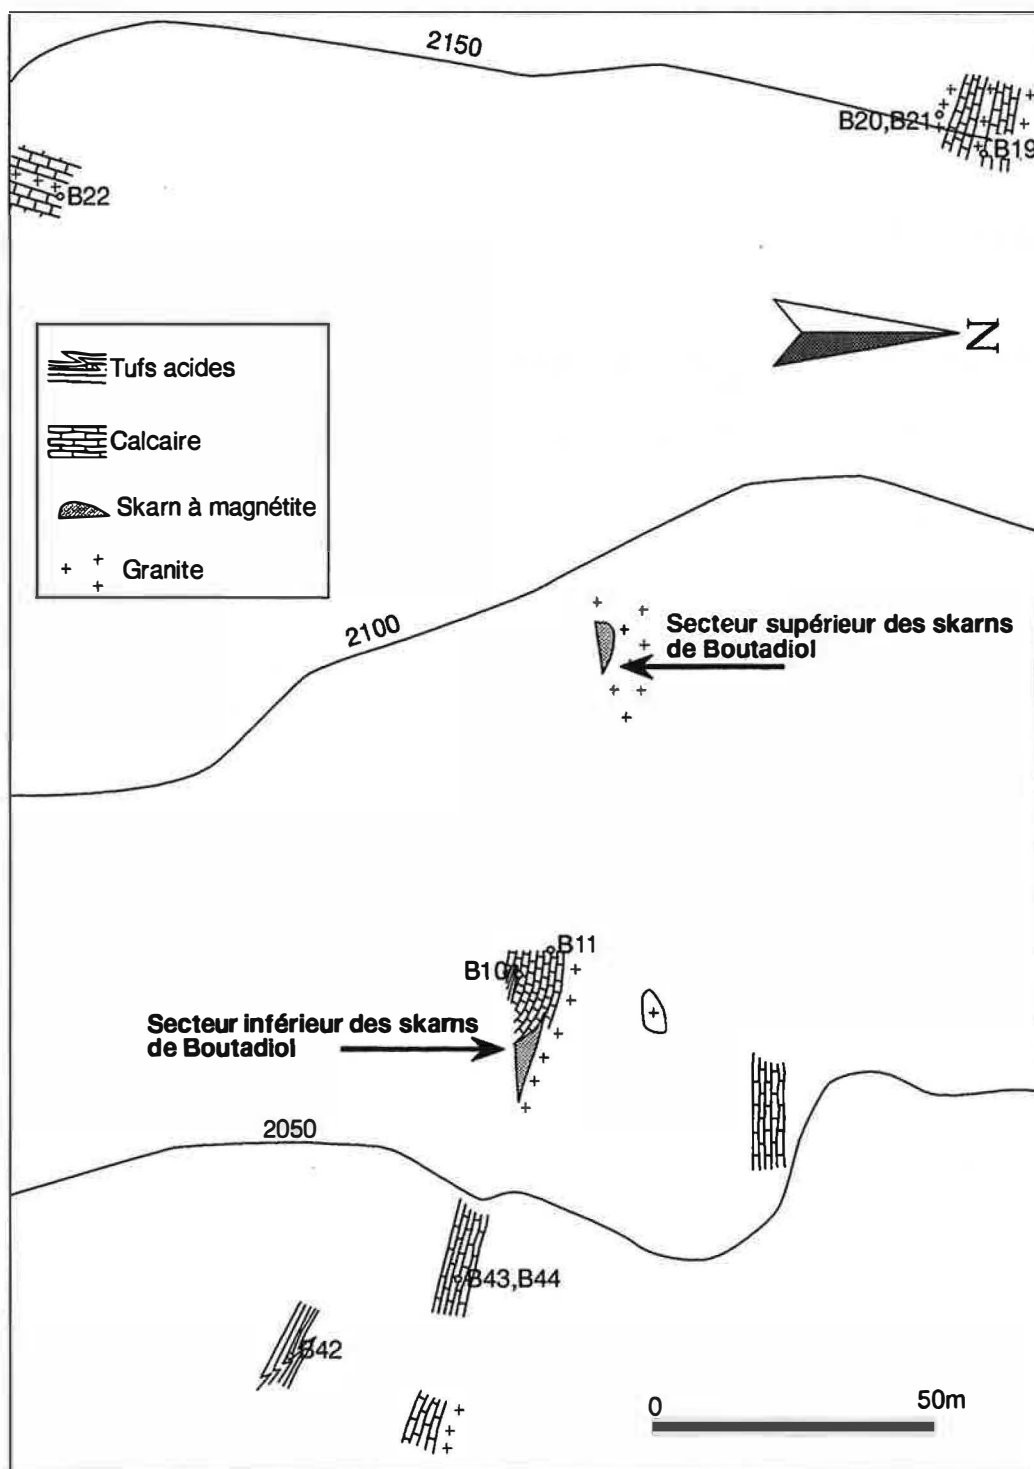 2150
B20,B21
B19
B22
N
Tufs acides
Calcaire
Skarn à magnétite
Granite
2100
Secteur supérieur des skarns
de Boutadiol
B11
B10
Secteur inférieur des skarns
de Boutadiol
2050
B43,B44
B42
0 50m